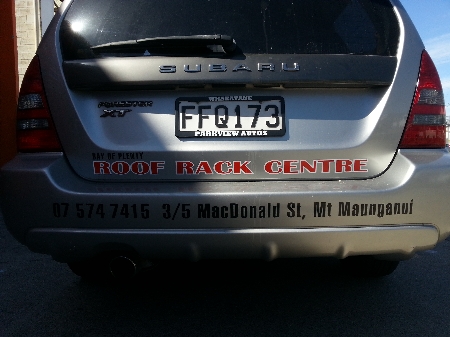 SUBARU
FORESTER
XT
WHAKATANE
FFQ173
PARKVIEW AUTOS
BAY OF PLENTY
ROOF RACK CENTRE
07 574 7415 3/5 MacDonald St, Mt Maunganui